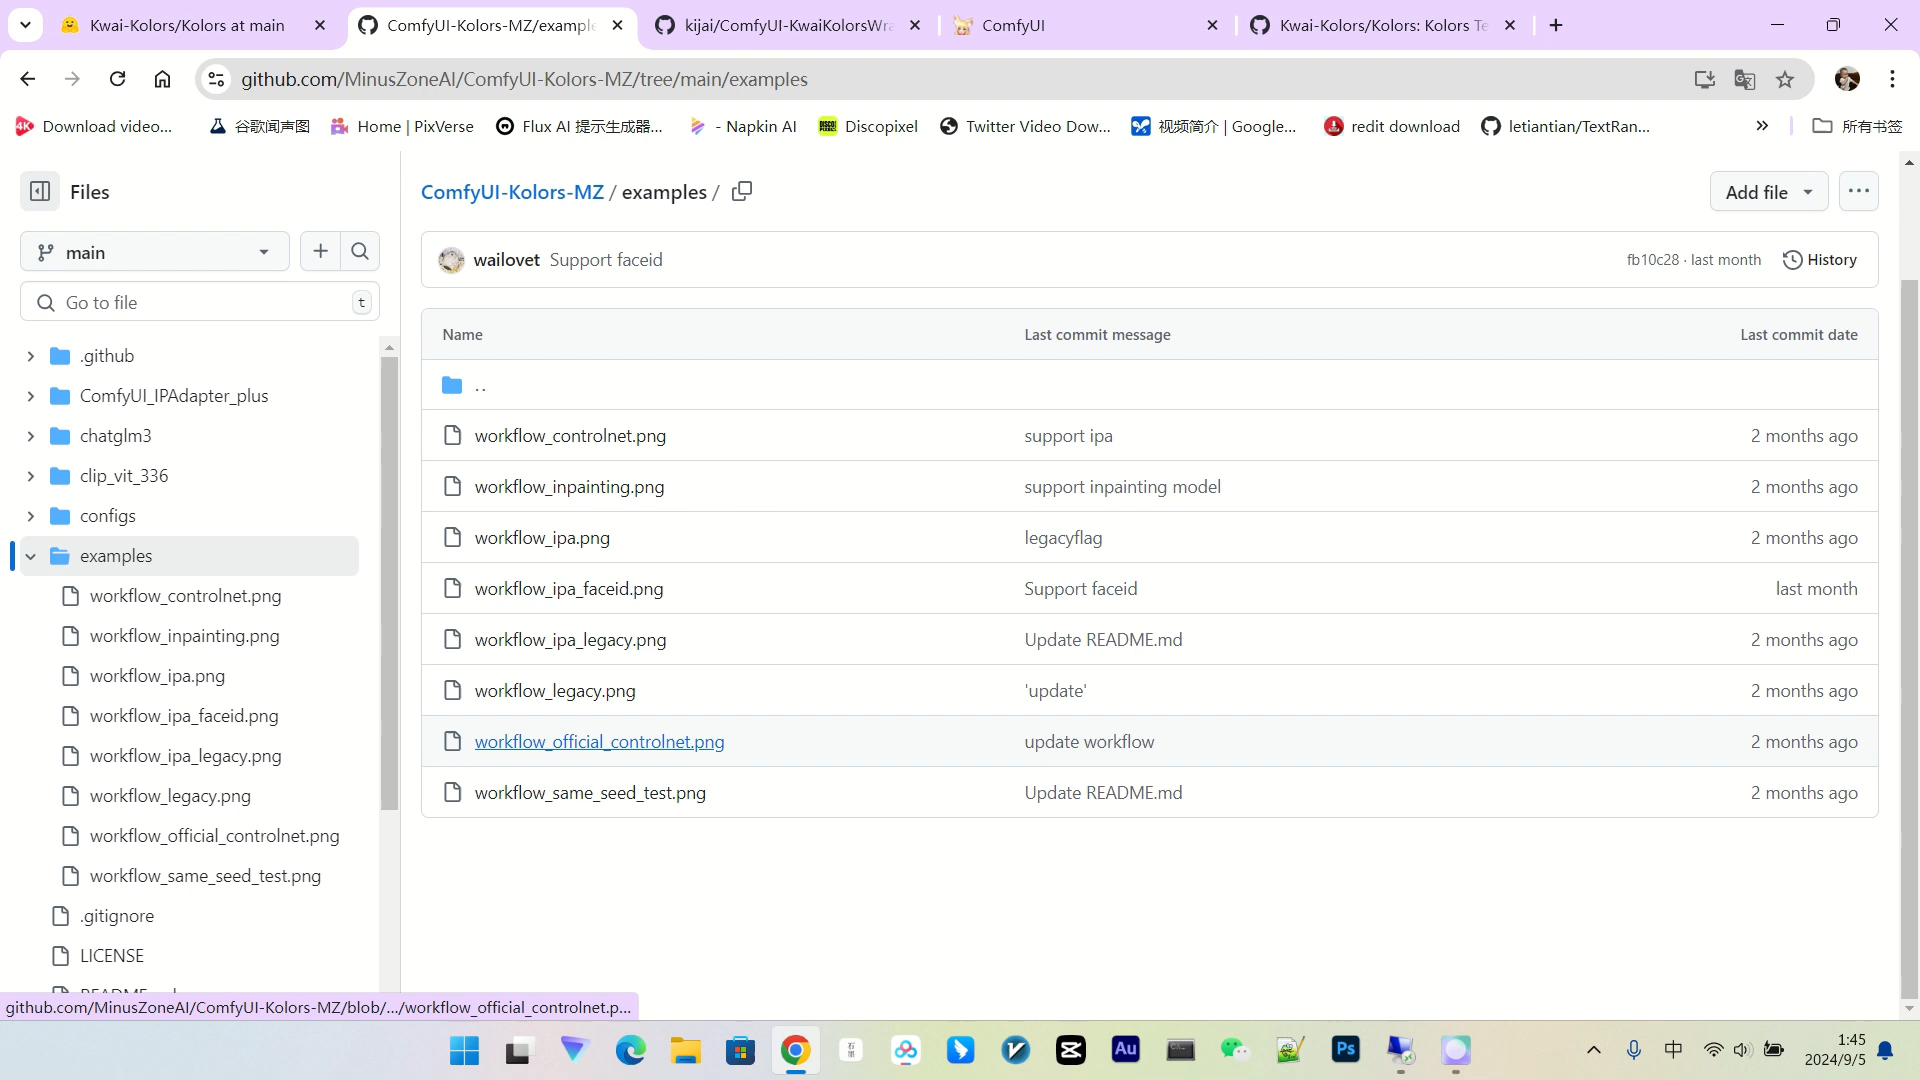 Kwai-Kolors/Kolors at main
ComfyUI-Kolors-MZ/example
kijai/ComfyUI-KwaiKolorsWra
ComfyUI
Kwai-Kolors/Kolors: Kolors Te
github.com/MinusZoneAI/ComfyUI-Kolors-MZ/tree/main/examples
Download video...
谷歌闻声图
Home | PixVerse
Flux AI 提示生成器...
- Napkin AI
Discopixel
Twitter Video Dow...
视频简介 | Google...
redit download
letiantian/TextRan...
所有书签
Files
ComfyUI-Kolors-MZ / examples /
Add file
main
wailovet Support faceid
fb10c28 · last month
History
Go to file
t
Name
Last commit message
Last commit date
..
workflow_controlnet.png
support ipa
2 months ago
workflow_inpainting.png
support inpainting model
2 months ago
workflow_ipa.png
legacyflag
2 months ago
workflow_ipa_faceid.png
Support faceid
last month
workflow_ipa_legacy.png
Update README.md
2 months ago
workflow_legacy.png
'update'
2 months ago
workflow_official_controlnet.png
update workflow
2 months ago
workflow_same_seed_test.png
Update README.md
2 months ago
.github
ComfyUI_IPAdapter_plus
chatglm3
clip_vit_336
configs
examples
workflow_controlnet.png
workflow_inpainting.png
workflow_ipa.png
workflow_ipa_faceid.png
workflow_ipa_legacy.png
workflow_legacy.png
workflow_official_controlnet.png
workflow_same_seed_test.png
.gitignore
LICENSE
github.com/MinusZoneAI/ComfyUI-Kolors-MZ/blob/.../workflow_official_controlnet.p...
Au
Ps
中
1:45
2024/9/5